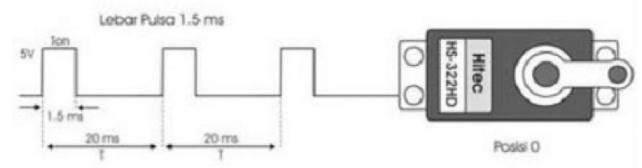 Lebar Pulsa 1.5 ms
5V
Ton
1.5 ms
20 ms
20 ms
T
T
Hitec
HS-322HD
Posisi 0